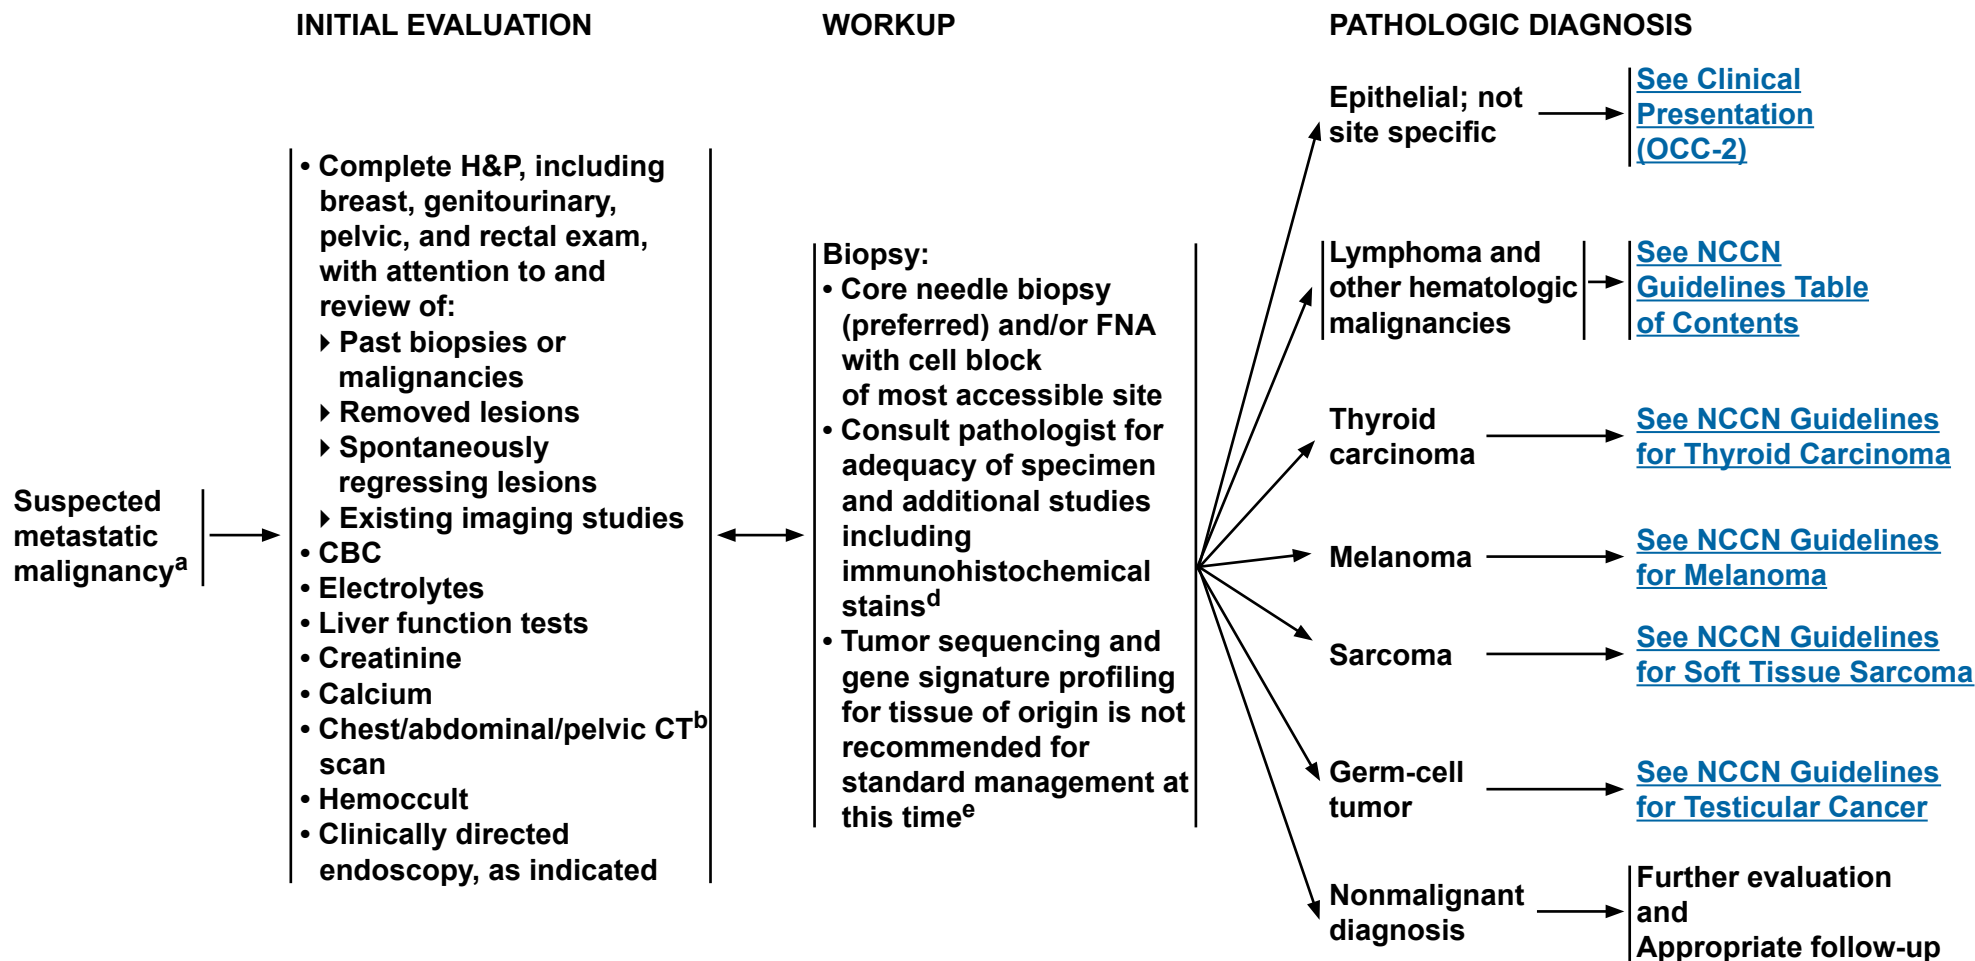 INITIAL EVALUATION
WORKUP
PATHOLOGIC DIAGNOSIS
Suspected
metastatic
malignancyᵃ
• Complete H&P, including
breast, genitourinary,
pelvic, and rectal exam,
with attention to and
review of:
▸ Past biopsies or
malignancies
▸ Removed lesions
▸ Spontaneously
regressing lesions
▸ Existing imaging studies
• CBC
• Electrolytes
• Liver function tests
• Creatinine
• Calcium
• Chest/abdominal/pelvic CTᵇ
scan
• Hemoccult
• Clinically directed
endoscopy, as indicated
Biopsy:
• Core needle biopsy
(preferred) and/or FNA
with cell block
of most accessible site
• Consult pathologist for
adequacy of specimen
and additional studies
including
immunohistochemical
stainsᵈ
• Tumor sequencing and
gene signature profiling
for tissue of origin is not
recommended for
standard management at
this timeᵉ
Epithelial; not
site specific
See Clinical
Presentation
(OCC-2)
Lymphoma and
other hematologic
malignancies
See NCCN
Guidelines Table
of Contents
Thyroid
carcinoma
See NCCN Guidelines
for Thyroid Carcinoma
Melanoma
See NCCN Guidelines
for Melanoma
Sarcoma
See NCCN Guidelines
for Soft Tissue Sarcoma
Germ-cell
tumor
See NCCN Guidelines
for Testicular Cancer
Nonmalignant
diagnosis
Further evaluation
and
Appropriate follow-up